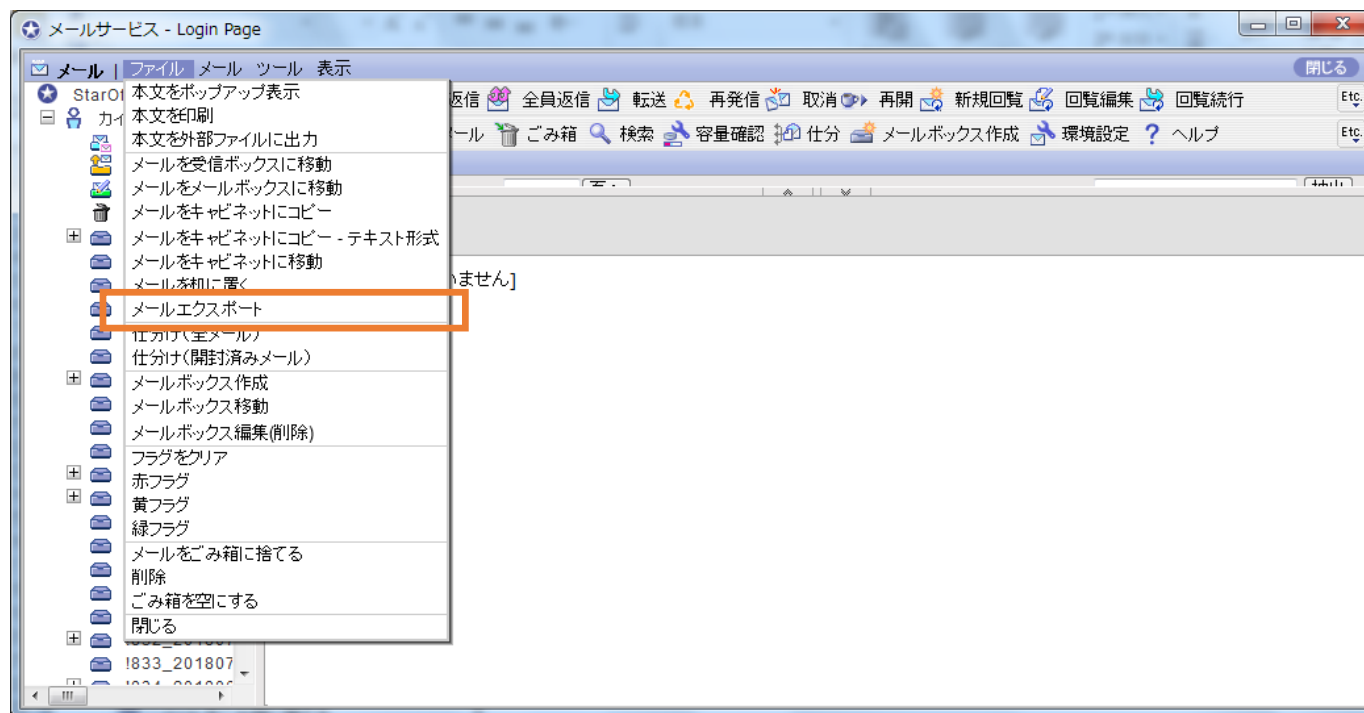 メールサービス - Login Page
メール | ファイル メール ツール 表示 閉じる
StarO
返信 全員返信 転送 再発信 取消 再開 新規回覧 回覧編集 回覧続行 Etc.
ール ごみ箱 検索 容量確認 仕分 メールボックス作成 環境設定 ヘルプ Etc.
本文をポップアップ表示
本文を印刷
本文を外部ファイルに出力
メールを受信ボックスに移動
メールをメールボックスに移動
メールをキャビネットにコピー
メールをキャビネットにコピー - テキスト形式
メールをキャビネットに移動
メールを机に置く
いません]
メールエクスポート
仕分け(全メール)
仕分け(開封済みメール)
メールボックス作成
メールボックス移動
メールボックス編集(削除)
フラグをクリア
赤フラグ
黄フラグ
緑フラグ
メールをごみ箱に捨てる
削除
ごみ箱を空にする
閉じる
!833_201807